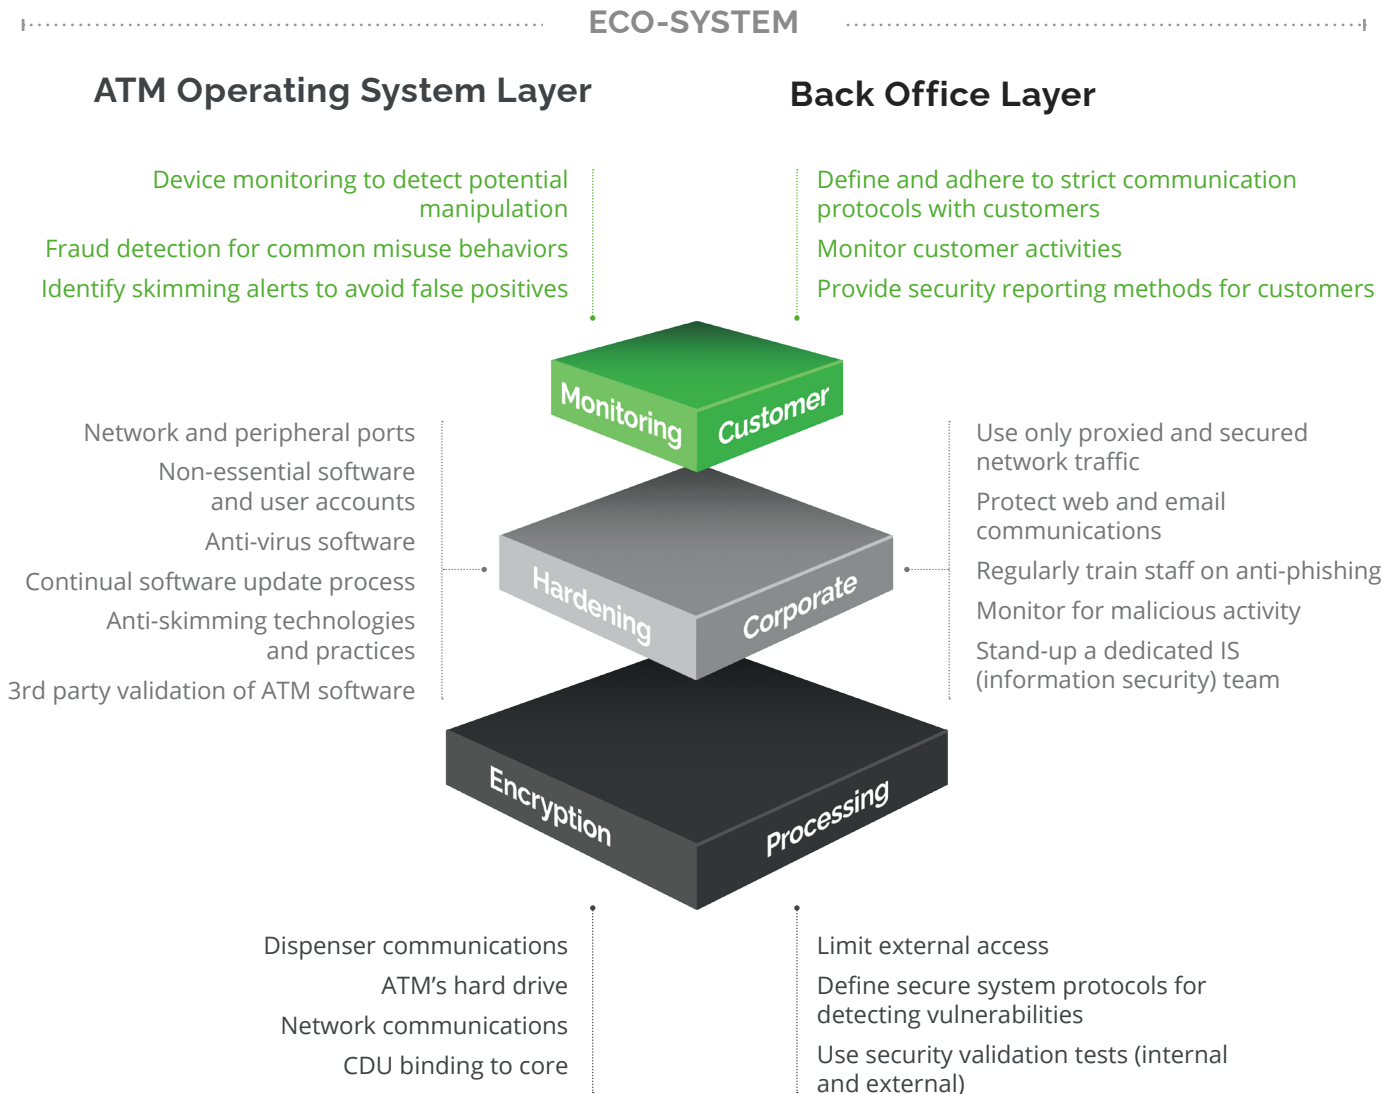 ECO-SYSTEM
ATM Operating System Layer
Back Office Layer
Device monitoring to detect potential
manipulation
Fraud detection for common misuse behaviors
Identify skimming alerts to avoid false positives
Define and adhere to strict communication
protocols with customers
Monitor customer activities
Provide security reporting methods for customers
Monitoring
Customer
Network and peripheral ports
Non-essential software
and user accounts
Anti-virus software
Continual software update process
Anti-skimming technologies
and practices
3rd party validation of ATM software
Hardening
Corporate
Use only proxied and secured
network traffic
Protect web and email
communications
Regularly train staff on anti-phishing
Monitor for malicious activity
Stand-up a dedicated IS
(information security) team
Encryption
Processing
Dispenser communications
ATM’s hard drive
Network communications
CDU binding to core
Limit external access
Define secure system protocols for
detecting vulnerabilities
Use security validation tests (internal
and external)